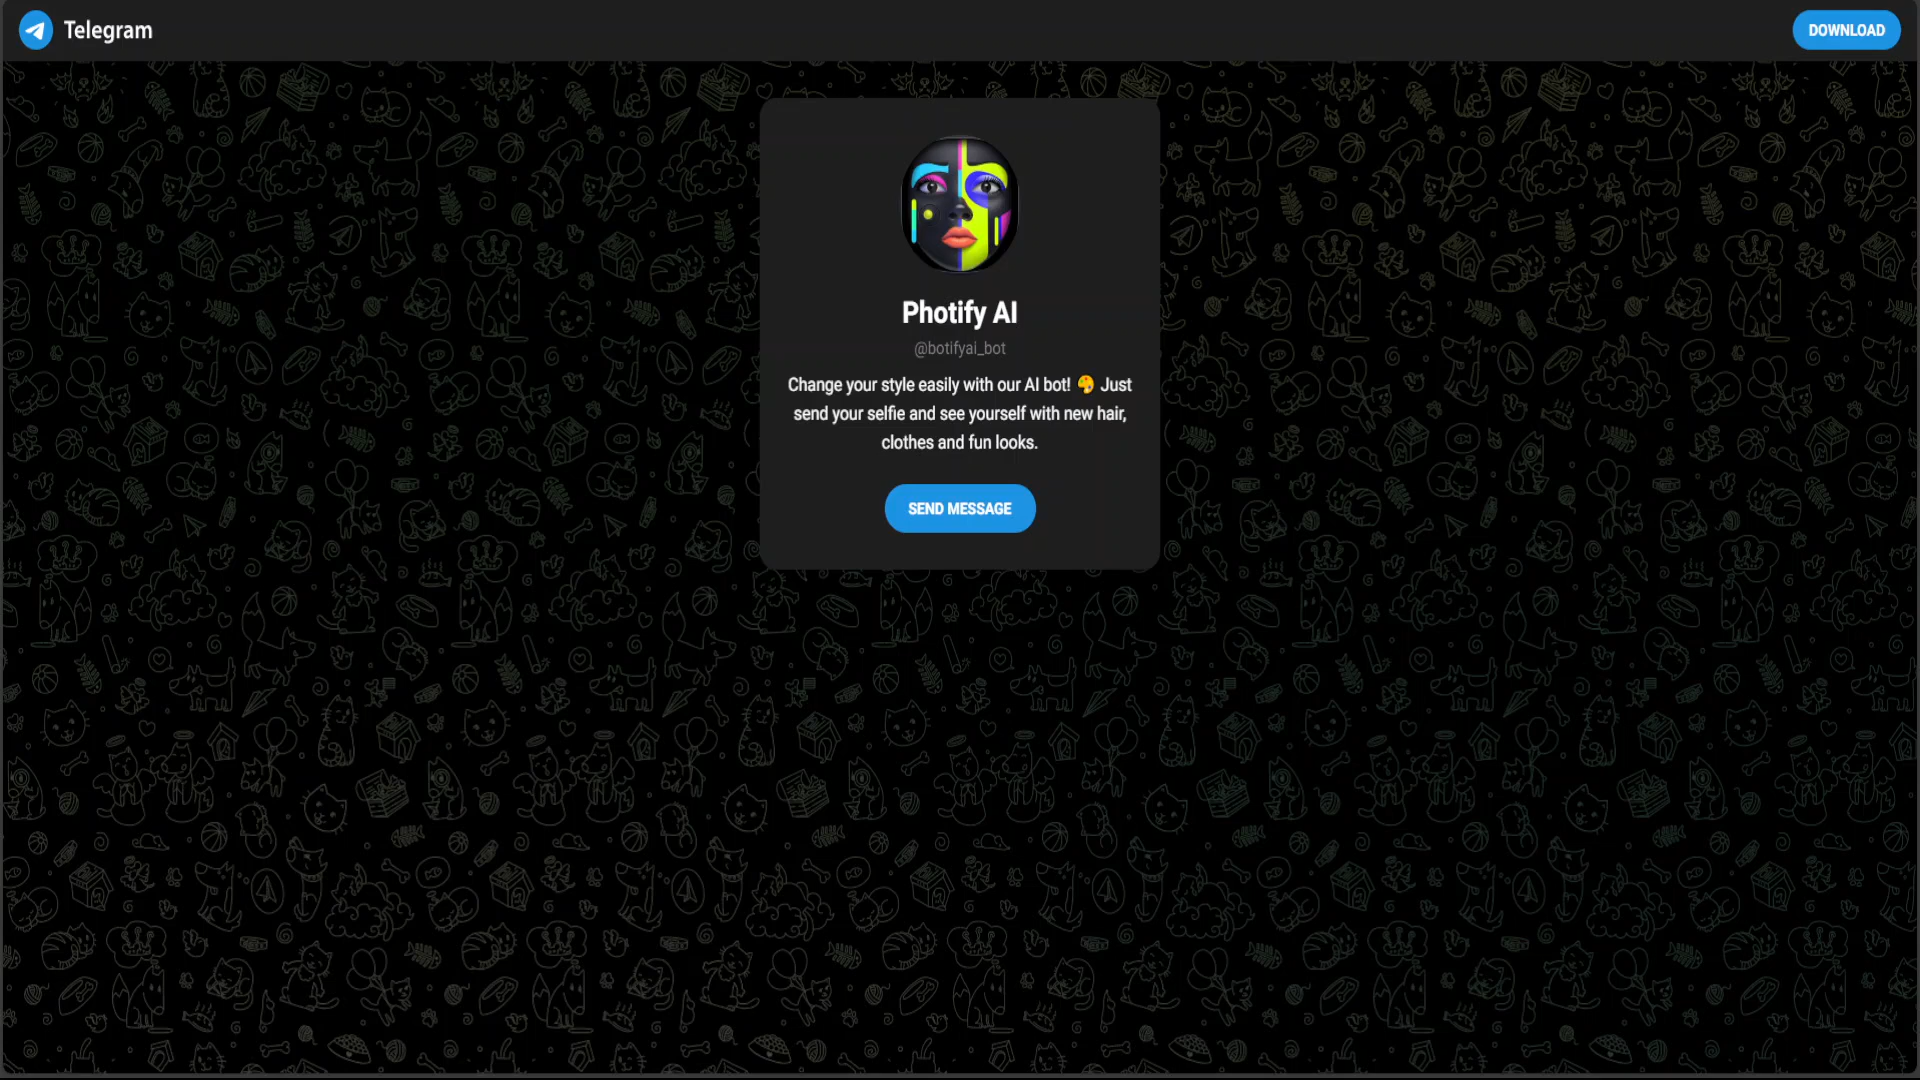 Telegram
DOWNLOAD
Photify AI
@botifyai_bot
Change your style easily with our AI bot! 🎨 Just
send your selfie and see yourself with new hair,
clothes and fun looks.
SEND MESSAGE